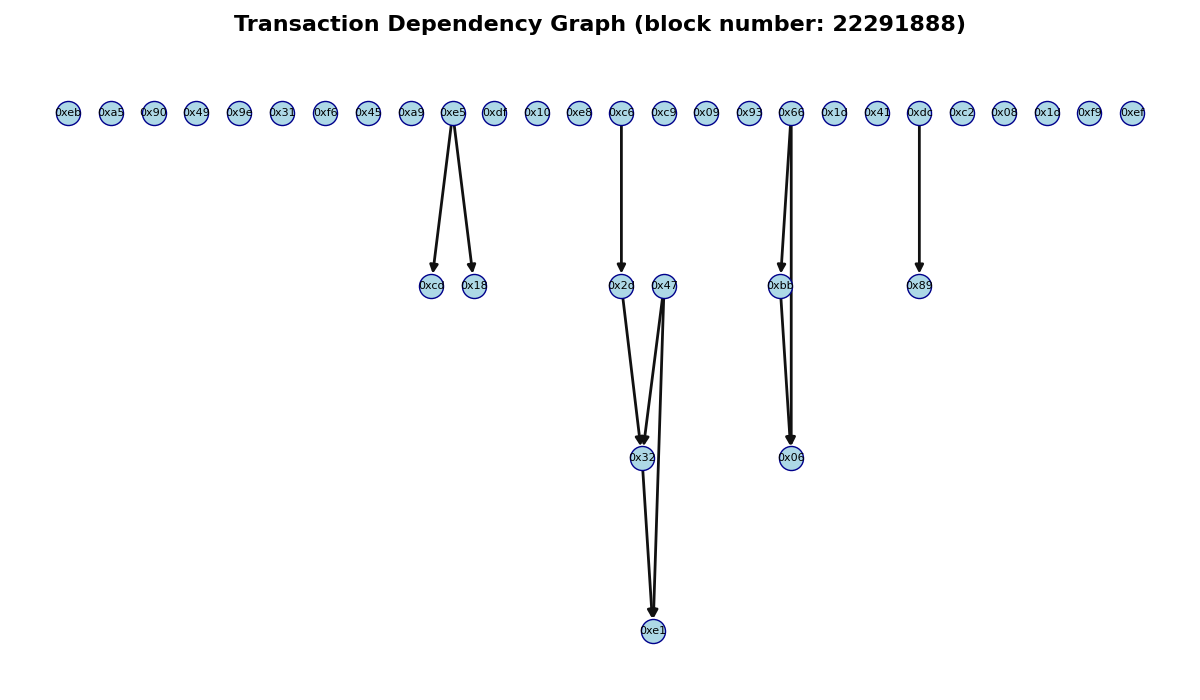 Transaction Dependency Graph (block number: 22291888)
0xeb 0xa5 0x90 0x49 0x9e 0x31 0xf6 0x45 0xa9 0xe5 0xdf 0x10 0xe8 0xc6 0xc9 0x09 0x93 0x66 0x1d 0x41 0xdc 0xc2 0x08 0x1c 0xf9 0xef
0xcd 0x18 0x2d 0x47 0xbb 0x89
0x32 0x06
0xe1